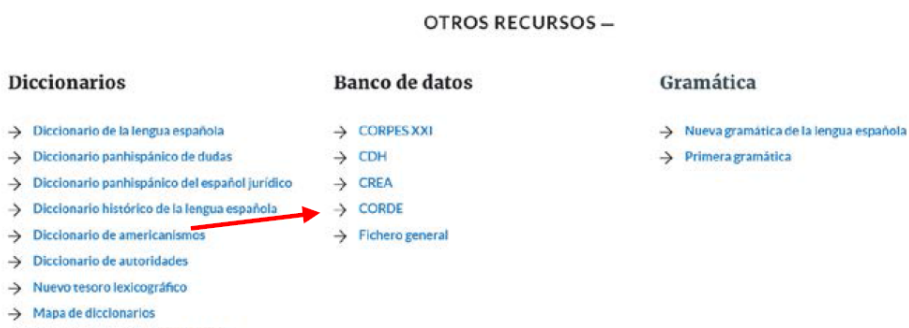 OTROS RECURSOS —
Diccionarios
→ Diccionario de la lengua española
→ Diccionario panhispánico de dudas
→ Diccionario panhispánico del español jurídico
→ Diccionario histórico de la lengua española
→ Diccionario de americanismos
→ Diccionario de autoridades
→ Nuevo tesoro lexicográfico
→ Mapa de diccionarios
Banco de datos
→ CORPES XXI
→ CDH
→ CREA
→ CORDE
→ Fichero general
Gramática
→ Nueva gramática de la lengua española
→ Primera gramática